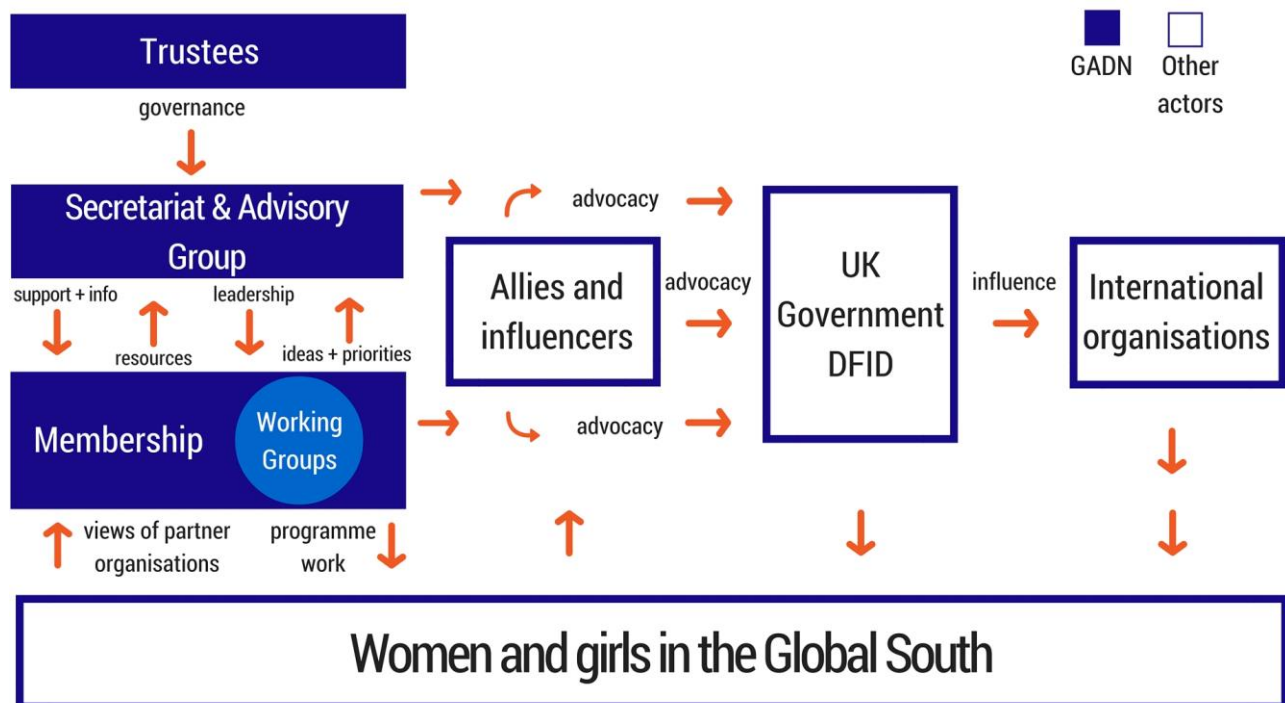 Trustees
GADN
Other
actors
governance
Secretariat & Advisory
Group
advocacy
support + info
leadership
resources
ideas + priorities
Allies and
influencers
advocacy
UK
Government
DFID
influence
International
organisations
Membership
Working
Groups
advocacy
views of partner
organisations
programme
work
Women and girls in the Global South